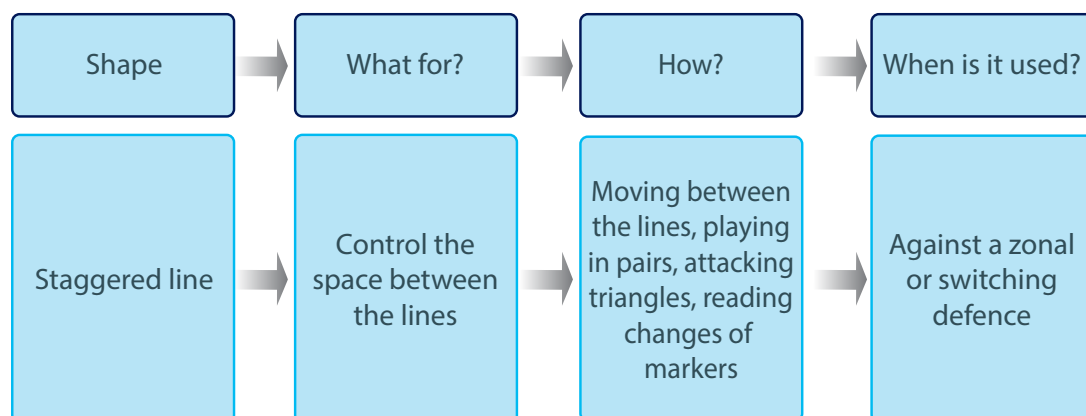 Shape
What for?
How?
When is it used?
Staggered line
Control the
space between
the lines
Moving between
the lines, playing
in pairs, attacking
triangles, reading
changes of
markers
Against a zonal
or switching
defence